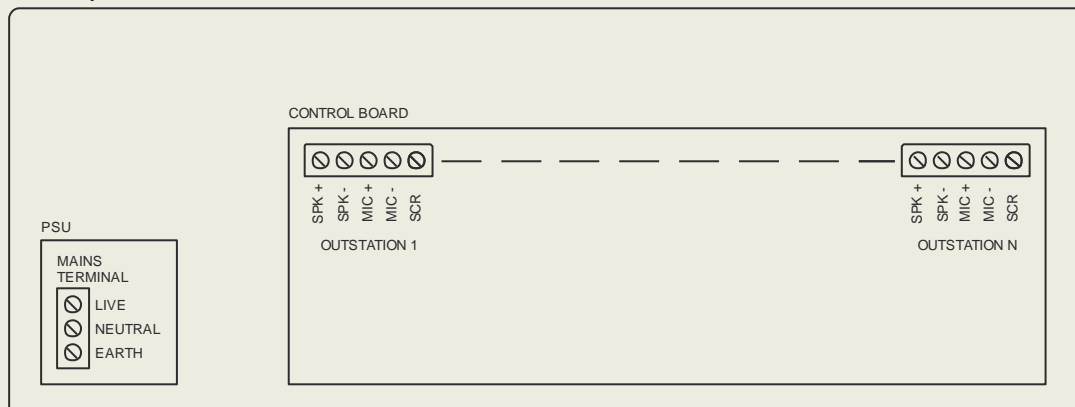 CONTROL BOARD
SPK +
SPK -
MIC +
MIC -
SCR
OUTSTATION 1
SPK +
SPK -
MIC +
MIC -
SCR
OUTSTATION N
PSU
MAINS
TERMINAL
LIVE
NEUTRAL
EARTH